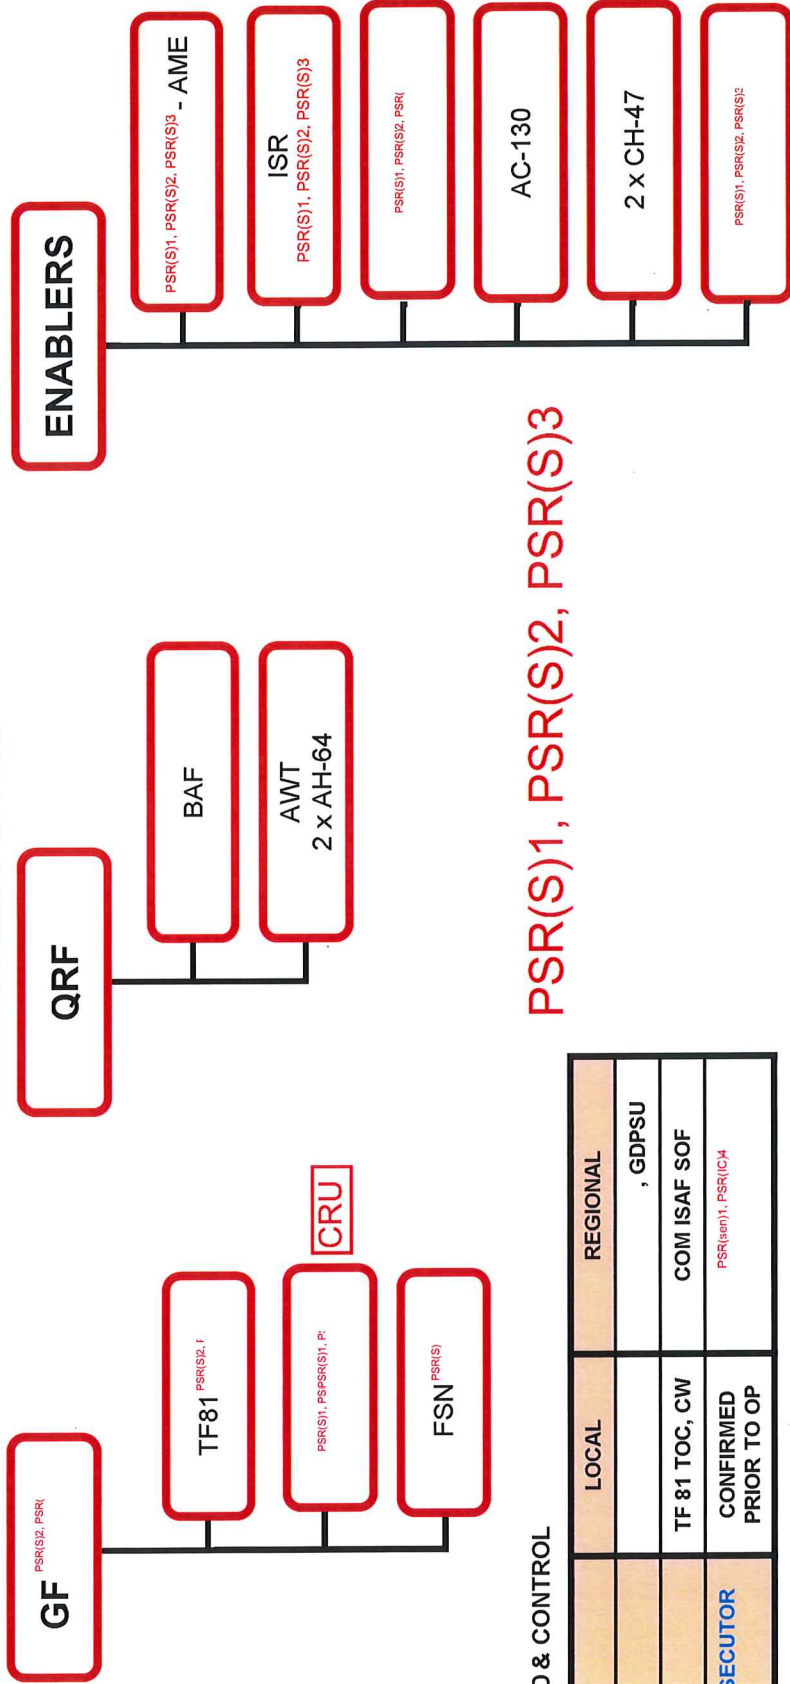 GF PSR(S)2, PSR(
TF81 PSR(S)2, F
PSR(S)1, PSPSR(S)1, P:
CRU
FSN PSR(S)
QRF
BAF
AWT
2 x AH-64
ENABLERS
PSR(S)1, PSR(S)2, PSR(S)3 - AME
ISR
PSR(S)1, PSR(S)2, PSR(S)3
PSR(S)1, PSR(S)2, PSR(
AC-130
2 x CH-47
PSR(S)1, PSR(S)2, PSR(S)3
PSR(S)1, PSR(S)2, PSR(S)3
D & CONTROL
LOCAL
REGIONAL
, GDPSU
TF 81 TOC, CW
COM ISAF SOF
SECUTOR
CONFIRMED
PRIOR TO OP
PSR(sen)1, PSR(IC)4